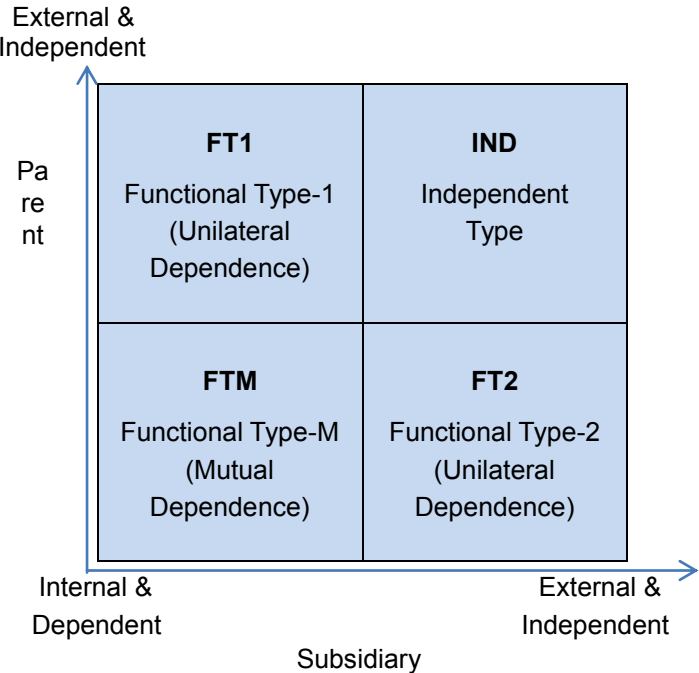 External &
Independent
Pa
re
nt
FT1
Functional Type-1
(Unilateral
Dependence)
IND
Independent
Type
FTM
Functional Type-M
(Mutual
Dependence)
FT2
Functional Type-2
(Unilateral
Dependence)
Internal &
Dependent
External &
Independent
Subsidiary